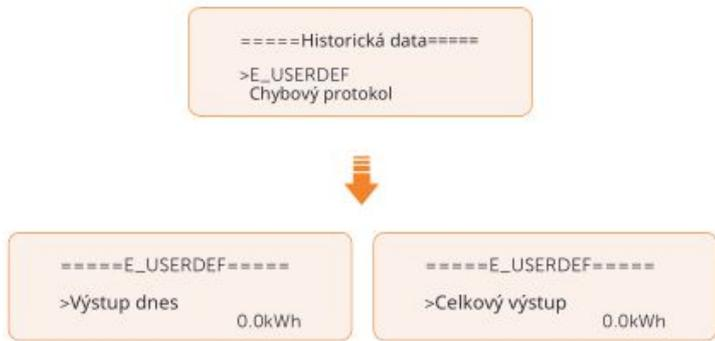 =====Historická data=====
>E_USERDEF
Chybový protokol
=====E_USERDEF=====
>Výstup dnes
0.0kWh
=====E_USERDEF=====
>Celkový výstup
0.0kWh